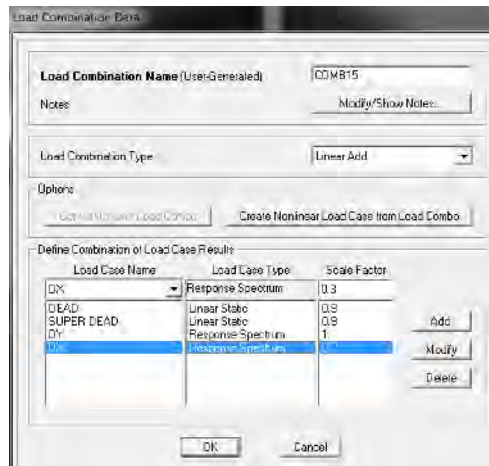 Load Combination Data
Load Combination Name (User-Generated) COMB15
Notes Modify/Show Notes...
Load Combination Type Linear Add
Options
Create Nonlinear Load Case from Load Combo
Define Combination of Load Case Results
Load Case Name Load Case Type Scale Factor
DX Response Spectrum 0.3
DEAD Linear Static 0.9
SUPER DEAD Linear Static 0.9
DY Response Spectrum 1.
DX Response Spectrum
Add
Modify
Delete
OK Cancel